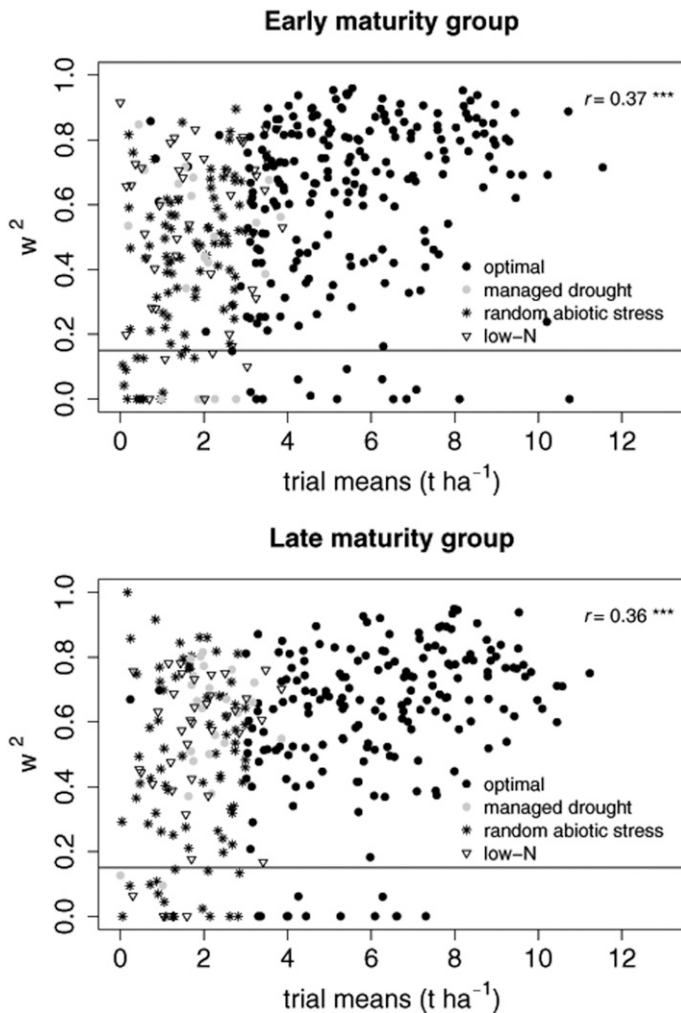 Early maturity group
r = 0.37 ***
w²
1.0
0.8
0.6
0.4
0.2
0.0
optimal
managed drought
random abiotic stress
low-N
0 2 4 6 8 10 12
trial means (t ha⁻¹)
Late maturity group
r = 0.36 ***
w²
1.0
0.8
0.6
0.4
0.2
0.0
optimal
managed drought
random abiotic stress
low-N
0 2 4 6 8 10 12
trial means (t ha⁻¹)